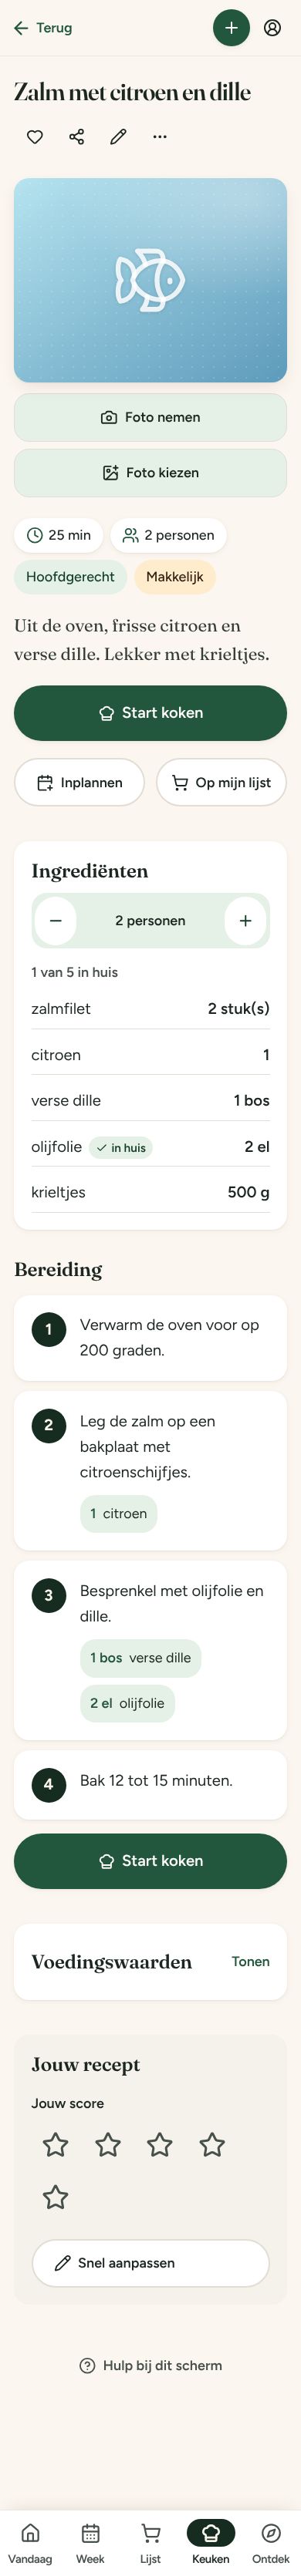 Terug
Zalm met citroen en dille
Foto nemen
Foto kiezen
25 min
2 personen
Hoofdgerecht
Makkelijk
Uit de oven, frisse citroen en
verse dille. Lekker met krieltjes.
Start koken
Inplannen
Op mijn lijst
Ingrediënten
2 personen
1 van 5 in huis
zalmfilet 2 stuk(s)
citroen 1
verse dille 1 bos
olijfolie in huis 2 el
krieltjes 500 g
Bereiding
1 Verwarm de oven voor op
200 graden.
2 Leg de zalm op een
bakplaat met
citroenschijfjes.
1 citroen
3 Besprenkel met olijfolie en
dille.
1 bos verse dille
2 el olijfolie
4 Bak 12 tot 15 minuten.
Start koken
Voedingswaarden Tonen
Jouw recept
Jouw score
Snel aanpassen
Hulp bij dit scherm
Vandaag Week Lijst Keuken Ontdek